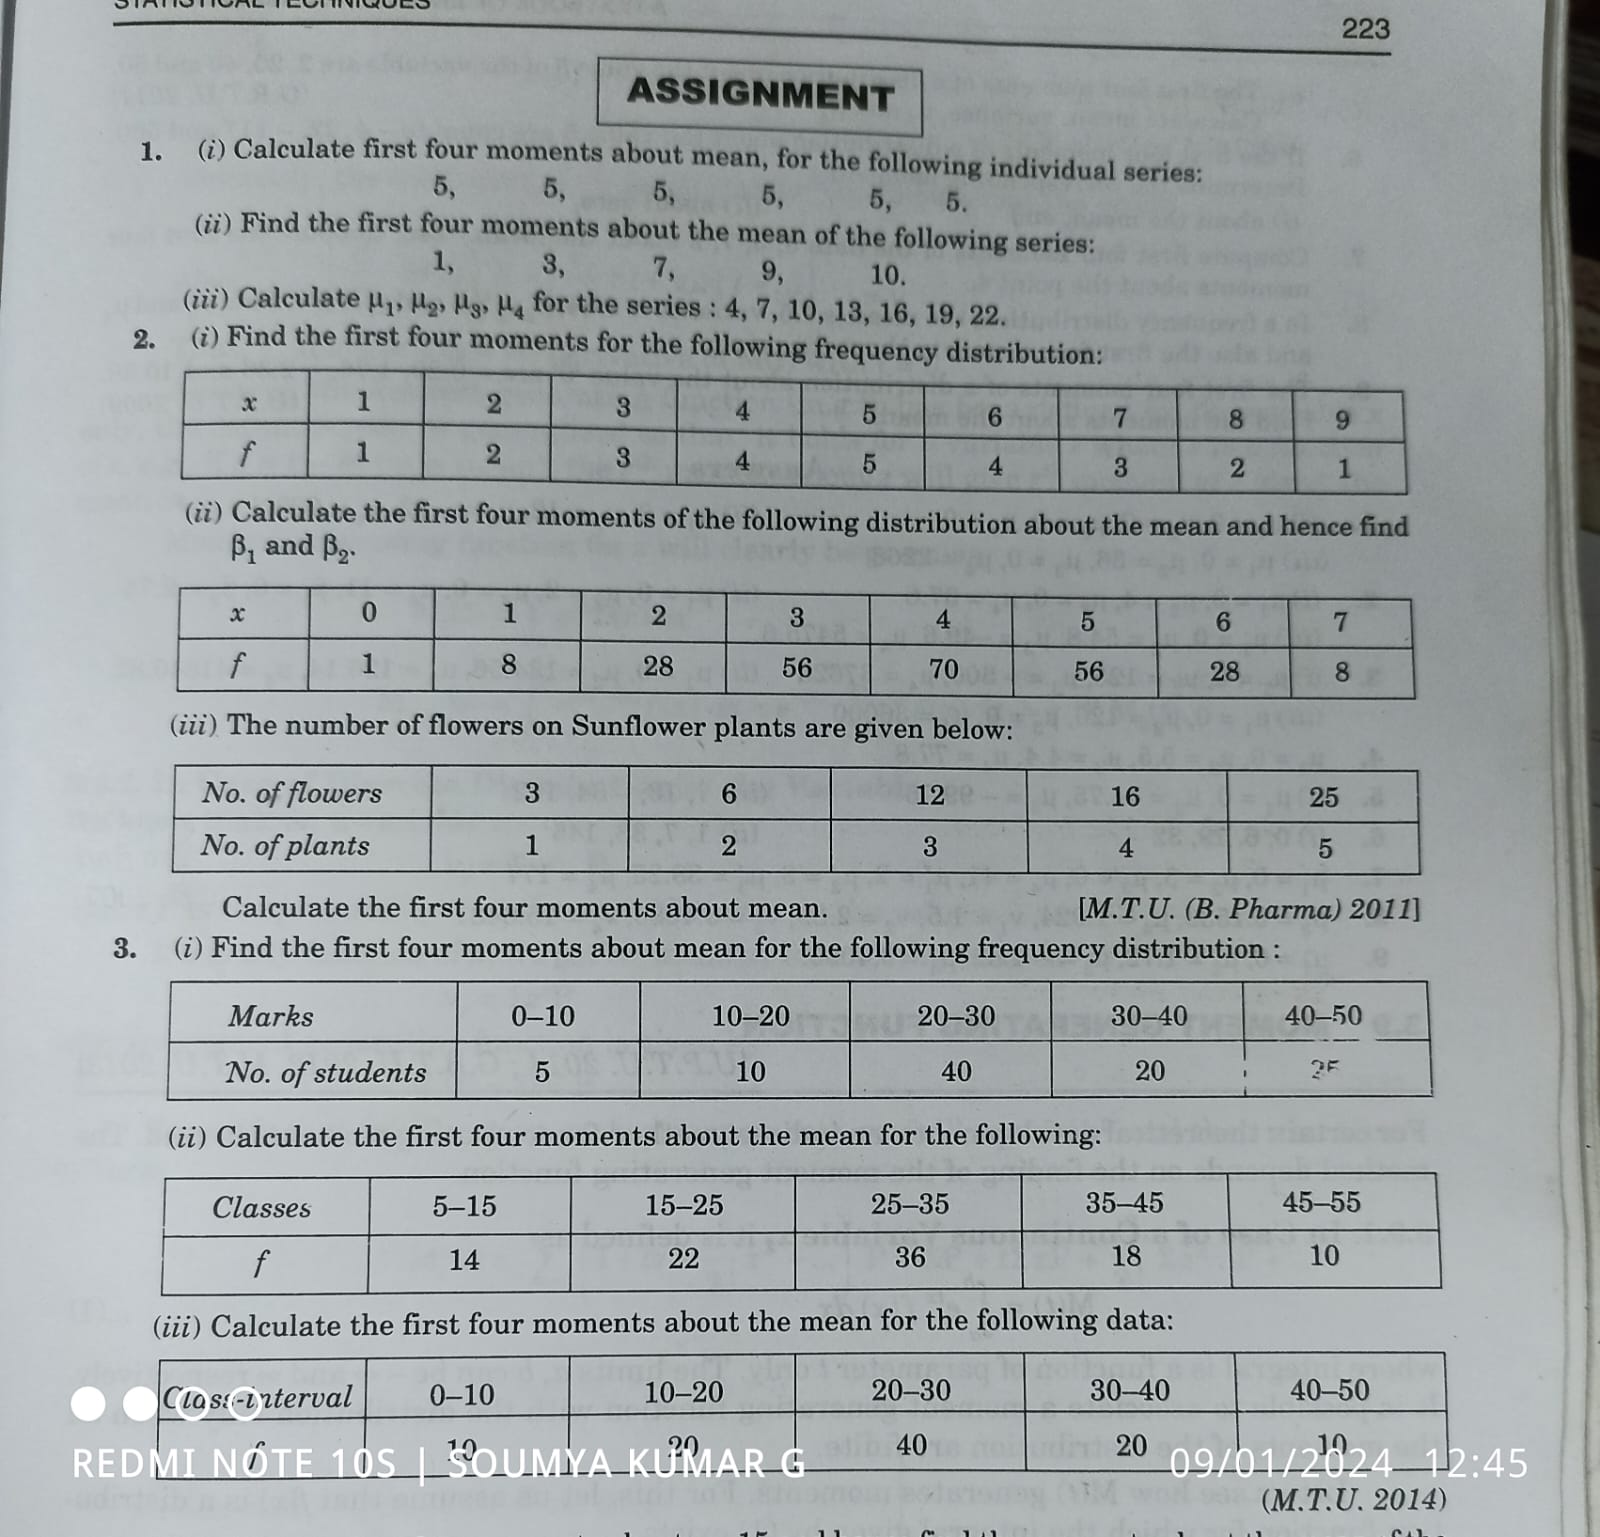 STATISTICAL TECHNIQUES
223
ASSIGNMENT
1. (i) Calculate first four moments about mean, for the following individual series:
5, 5, 5, 5, 5, 5.
(ii) Find the first four moments about the mean of the following series:
1, 3, 7, 9, 10.
(iii) Calculate μ₁, μ₂, μ₃, μ₄ for the series : 4, 7, 10, 13, 16, 19, 22.
2. (i) Find the first four moments for the following frequency distribution:
x 1 2 3 4 5 6 7 8 9
f 1 2 3 4 5 4 3 2 1
(ii) Calculate the first four moments of the following distribution about the mean and hence find
β₁ and β₂.
x 0 1 2 3 4 5 6 7
f 1 8 28 56 70 56 28 8
(iii) The number of flowers on Sunflower plants are given below:
No. of flowers 3 6 12 16 25
No. of plants 1 2 3 4 5
Calculate the first four moments about mean. [M.T.U. (B. Pharma) 2011]
3. (i) Find the first four moments about mean for the following frequency distribution :
Marks 0–10 10–20 20–30 30–40 40–50
No. of students 5 10 40 20 25
(ii) Calculate the first four moments about the mean for the following:
Classes 5–15 15–25 25–35 35–45 45–55
f 14 22 36 18 10
(iii) Calculate the first four moments about the mean for the following data:
Class-interval 0–10 10–20 20–30 30–40 40–50
f 10 20 40 20 10
REDMI NOTE 10S | SOUMYA KUMAR G
09/01/2024 12:45
(M.T.U. 2014)